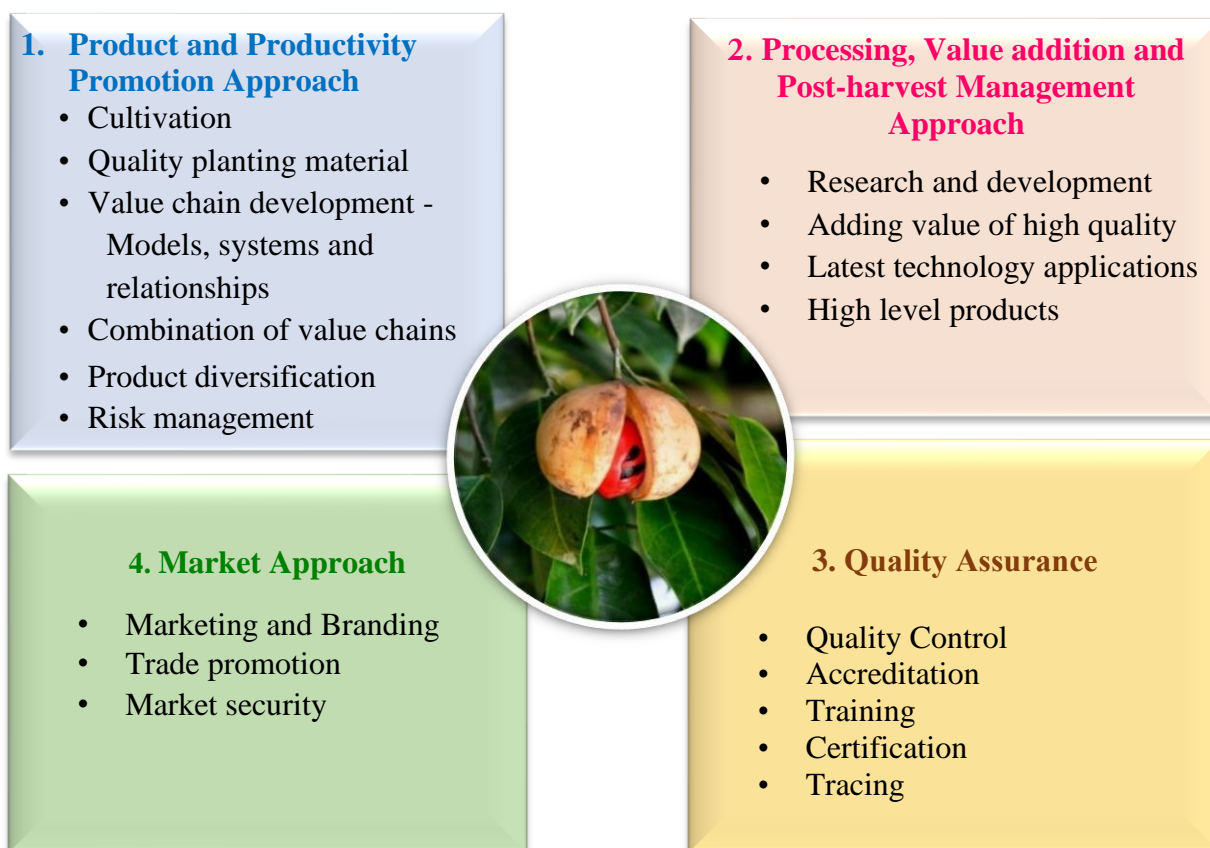 1. Product and Productivity
Promotion Approach
• Cultivation
• Quality planting material
• Value chain development -
Models, systems and
relationships
• Combination of value chains
• Product diversification
• Risk management
2. Processing, Value addition and
Post-harvest Management
Approach
• Research and development
• Adding value of high quality
• Latest technology applications
• High level products
3. Quality Assurance
• Quality Control
• Accreditation
• Training
• Certification
• Tracing
4. Market Approach
• Marketing and Branding
• Trade promotion
• Market security